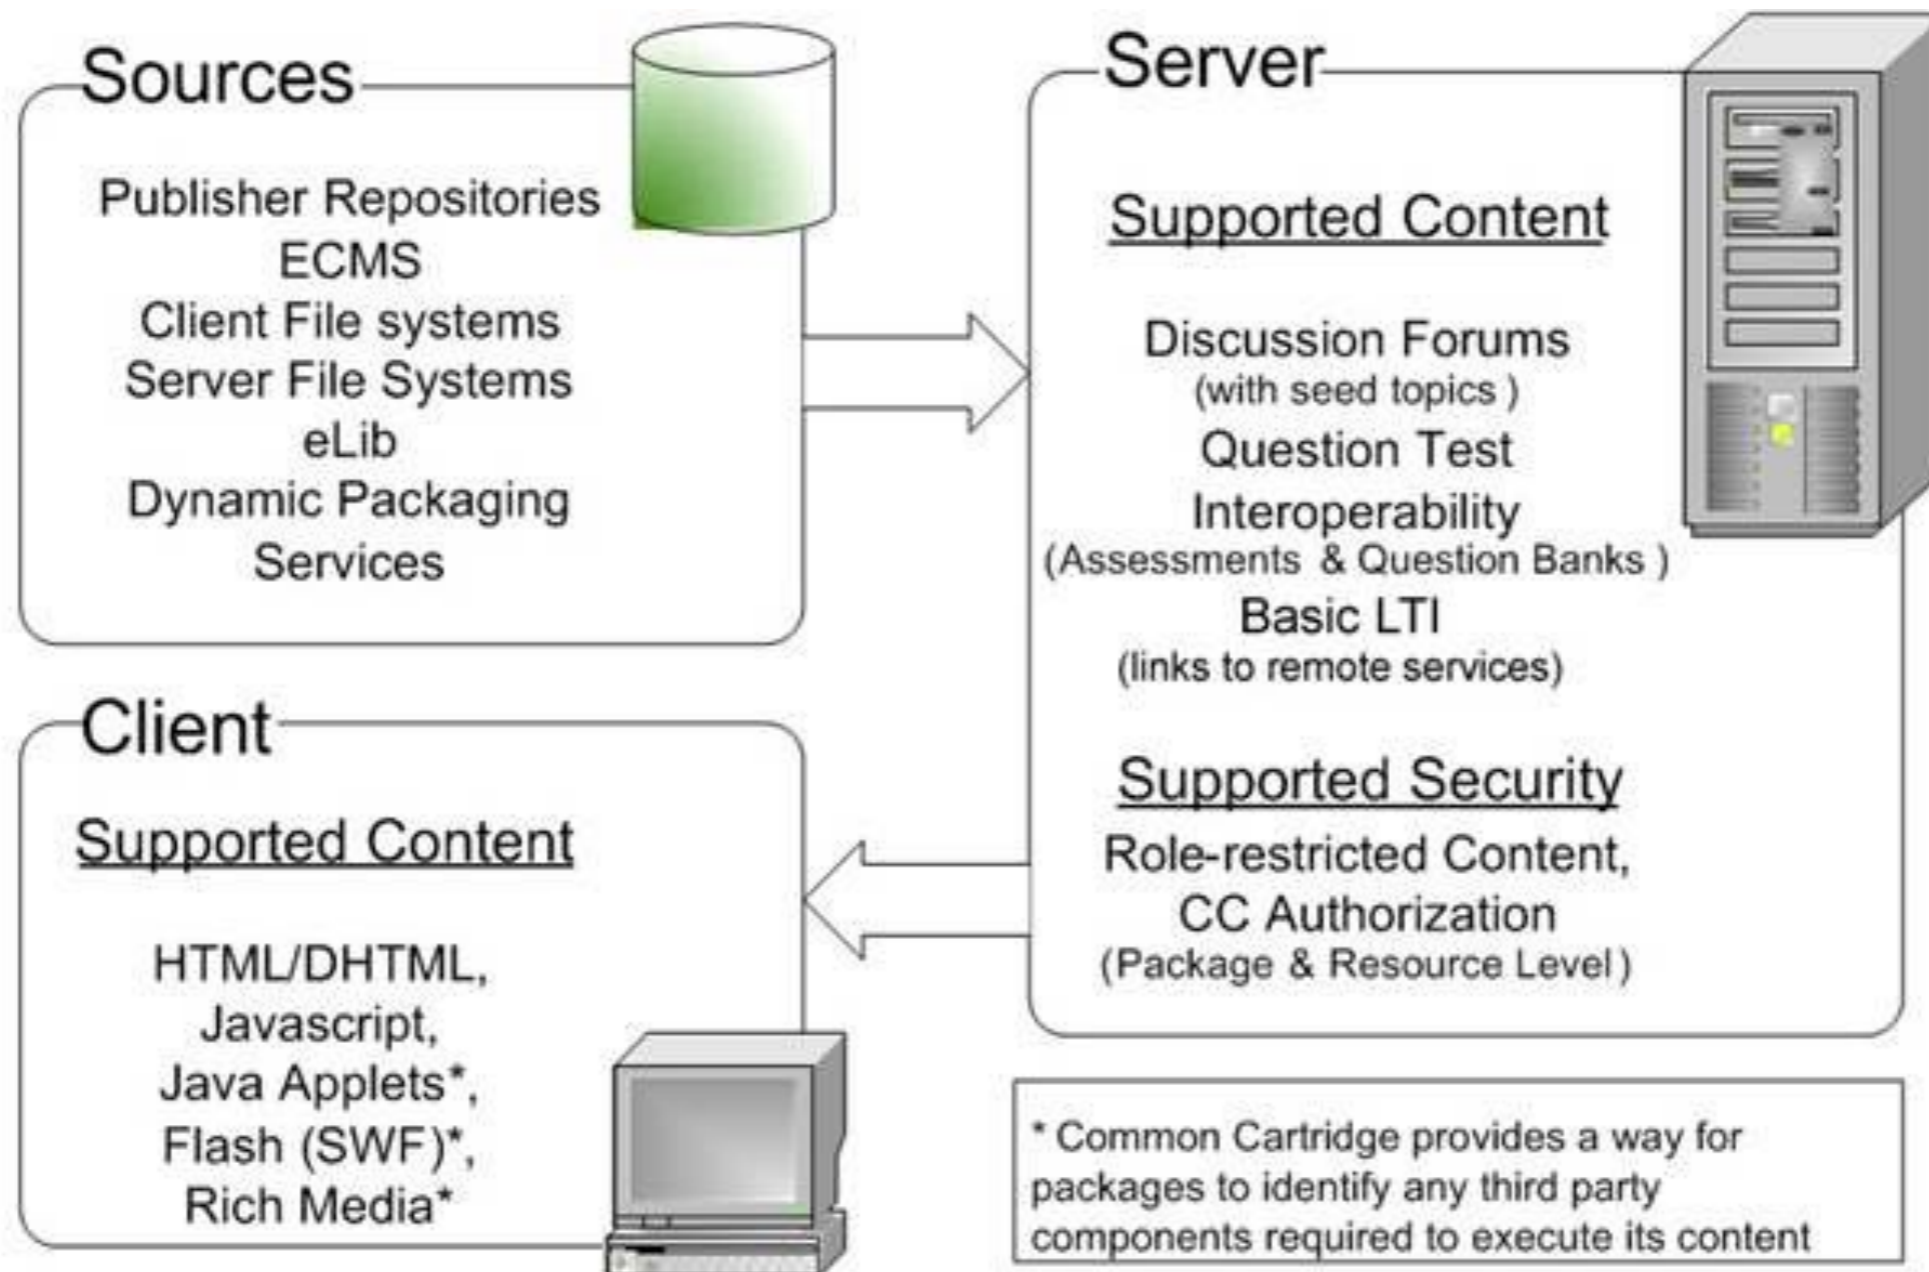 Sources
Publisher Repositories
ECMS
Client File systems
Server File Systems
eLib
Dynamic Packaging
Services
Server
Supported Content
Discussion Forums
(with seed topics )
Question Test
Interoperability
(Assessments & Question Banks )
Basic LTI
(links to remote services)
Supported Security
Role-restricted Content,
CC Authorization
(Package & Resource Level)
Client
Supported Content
HTML/DHTML,
Javascript,
Java Applets*,
Flash (SWF)*,
Rich Media*
* Common Cartridge provides a way for
packages to identify any third party
components required to execute its content